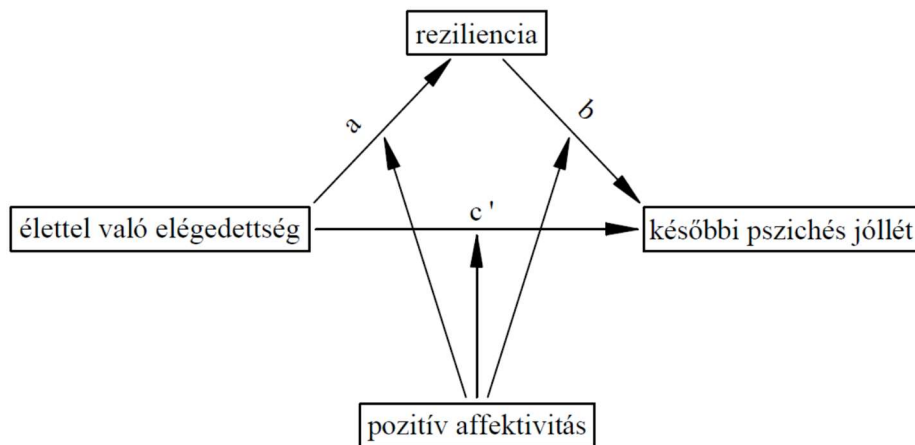 reziliencia
a
b
élettel való elégedettség
c'
későbbi pszichés jóllét
pozitív affektivitás